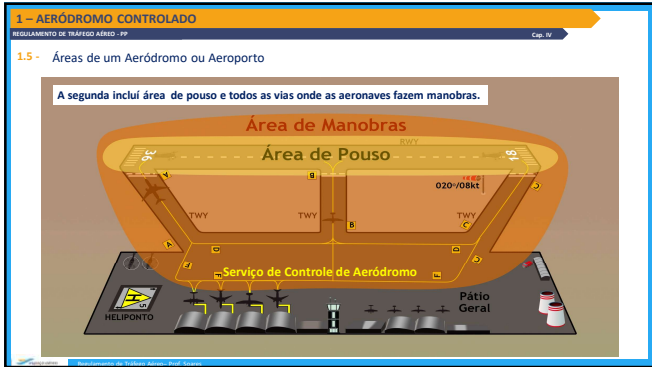 1 – AERÓDROMO CONTROLADO
REGULAMENTO DE TRÁFEGO AÉREO - PP
Cap. IV
1.5 - Áreas de um Aeródromo ou Aeroporto
A segunda incluí área de pouso e todos as vias onde as aeronaves fazem manobras.
Área de Manobras
RWY
36
Área de Pouso
18
A
B
020º/08kt
C
TWY
TWY
B
TWY
C
A
D
D
F
C
Serviço de Controle de Aeródromo
E
F
H
HELIPONTO
Pátio
Geral
Regulamento de Tráfego Aéreo– Prof. Soares